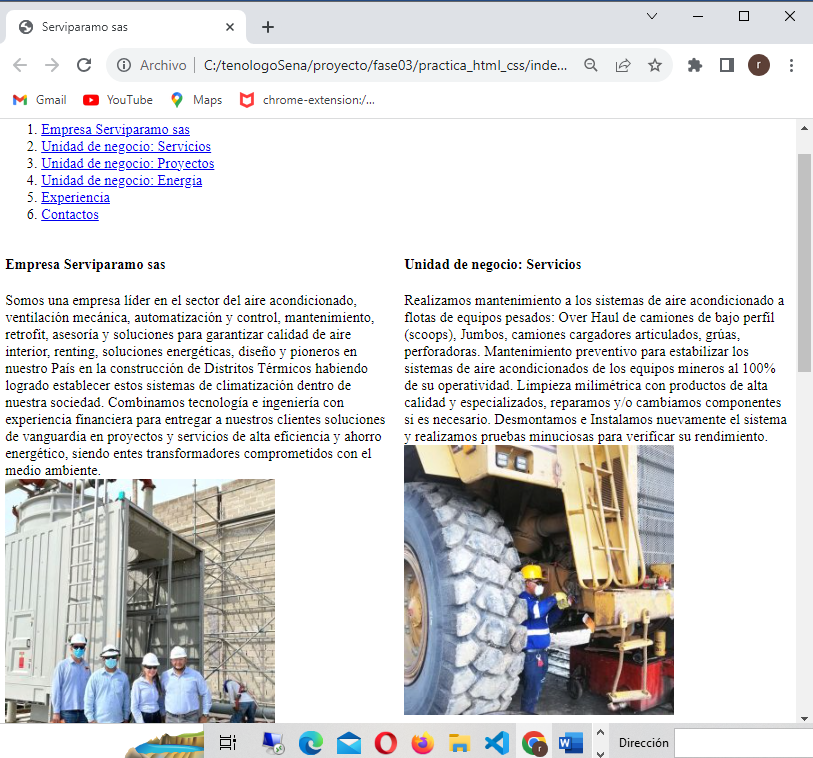 Serviparamo sas
Archivo | C:/tenologoSena/proyecto/fase03/practica_html_css/inde...
r
Gmail YouTube Maps chrome-extension:/...
1. Empresa Serviparamo sas
2. Unidad de negocio: Servicios
3. Unidad de negocio: Proyectos
4. Unidad de negocio: Energia
5. Experiencia
6. Contactos
Empresa Serviparamo sas
Somos una empresa líder en el sector del aire acondicionado,
ventilación mecánica, automatización y control, mantenimiento,
retrofit, asesoría y soluciones para garantizar calidad de aire
interior, renting, soluciones energéticas, diseño y pioneros en
nuestro País en la construcción de Distritos Térmicos habiendo
logrado establecer estos sistemas de climatización dentro de
nuestra sociedad. Combinamos tecnología e ingeniería con
experiencia financiera para entregar a nuestros clientes soluciones
de vanguardia en proyectos y servicios de alta eficiencia y ahorro
energético, siendo entes transformadores comprometidos con el
medio ambiente.
Unidad de negocio: Servicios
Realizamos mantenimiento a los sistemas de aire acondicionado a
flotas de equipos pesados: Over Haul de camiones de bajo perfil
(scoops), Jumbos, camiones cargadores articulados, grúas,
perforadoras. Mantenimiento preventivo para estabilizar los
sistemas de aire acondicionados de los equipos mineros al 100%
de su operatividad. Limpieza milimétrica con productos de alta
calidad y especializados, reparamos y/o cambiamos componentes
si es necesario. Desmontamos e Instalamos nuevamente el sistema
y realizamos pruebas minuciosas para verificar su rendimiento.
Dirección